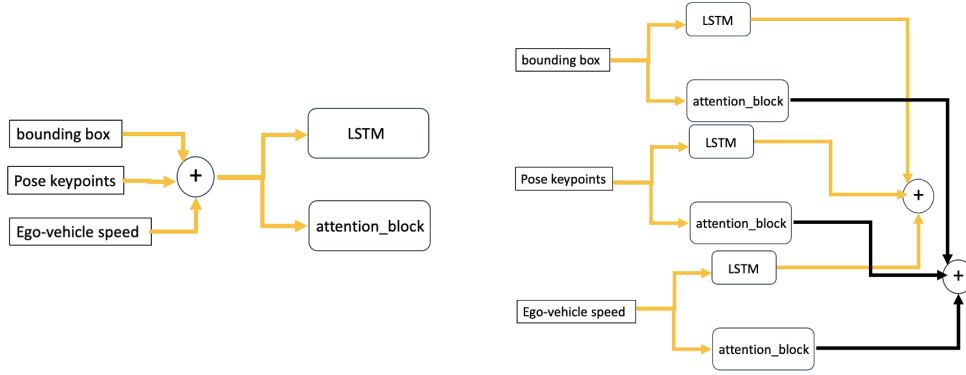 bounding box
Pose keypoints
Ego-vehicle speed
+
LSTM
attention_block
bounding box
LSTM
attention_block
Pose keypoints
LSTM
attention_block
Ego-vehicle speed
LSTM
attention_block
+
+